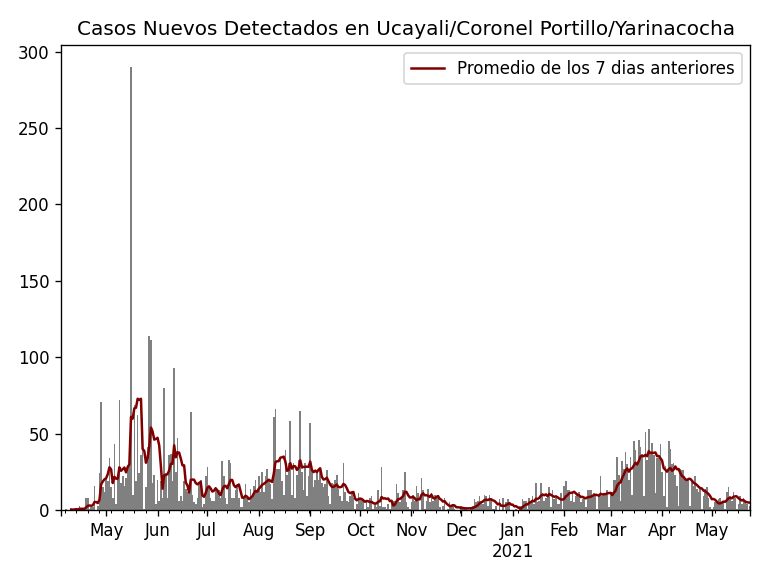 Casos Nuevos Detectados en Ucayali/Coronel Portillo/Yarinacocha
Promedio de los 7 dias anteriores
300
250
200
150
100
50
0
May Jun Jul Aug Sep Oct Nov Dec Jan Feb Mar Apr May
2021